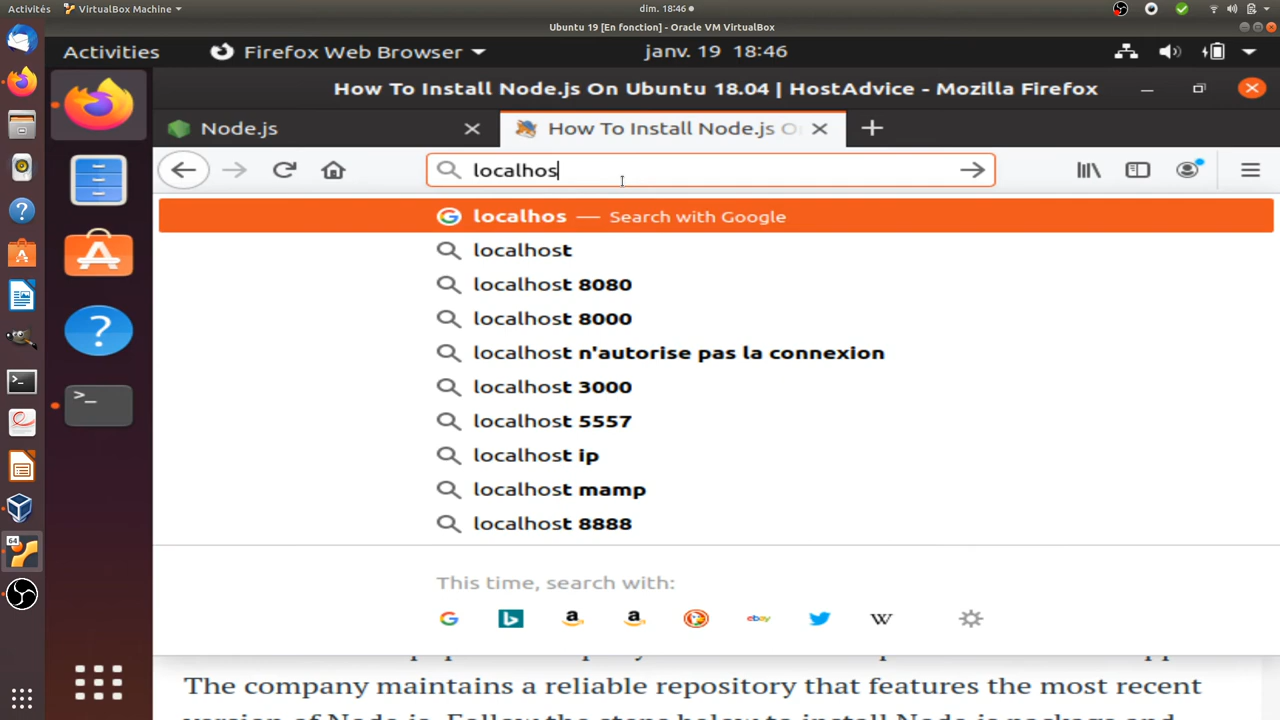 Activités
VirtualBox Machine
dim. 18:46
Ubuntu 19 [En fonction] - Oracle VM VirtualBox
Activities
Firefox Web Browser
janv. 19 18:46
How To Install Node.js On Ubuntu 18.04 | HostAdvice - Mozilla Firefox
Node.js
How To Install Node.js O
localhos
localhos — Search with Google
localhost
localhost 8080
localhost 8000
localhost n'autorise pas la connexion
localhost 3000
localhost 5557
localhost ip
localhost mamp
localhost 8888
64
This time, search with:
ebay
The company maintains a reliable repository that features the most recent